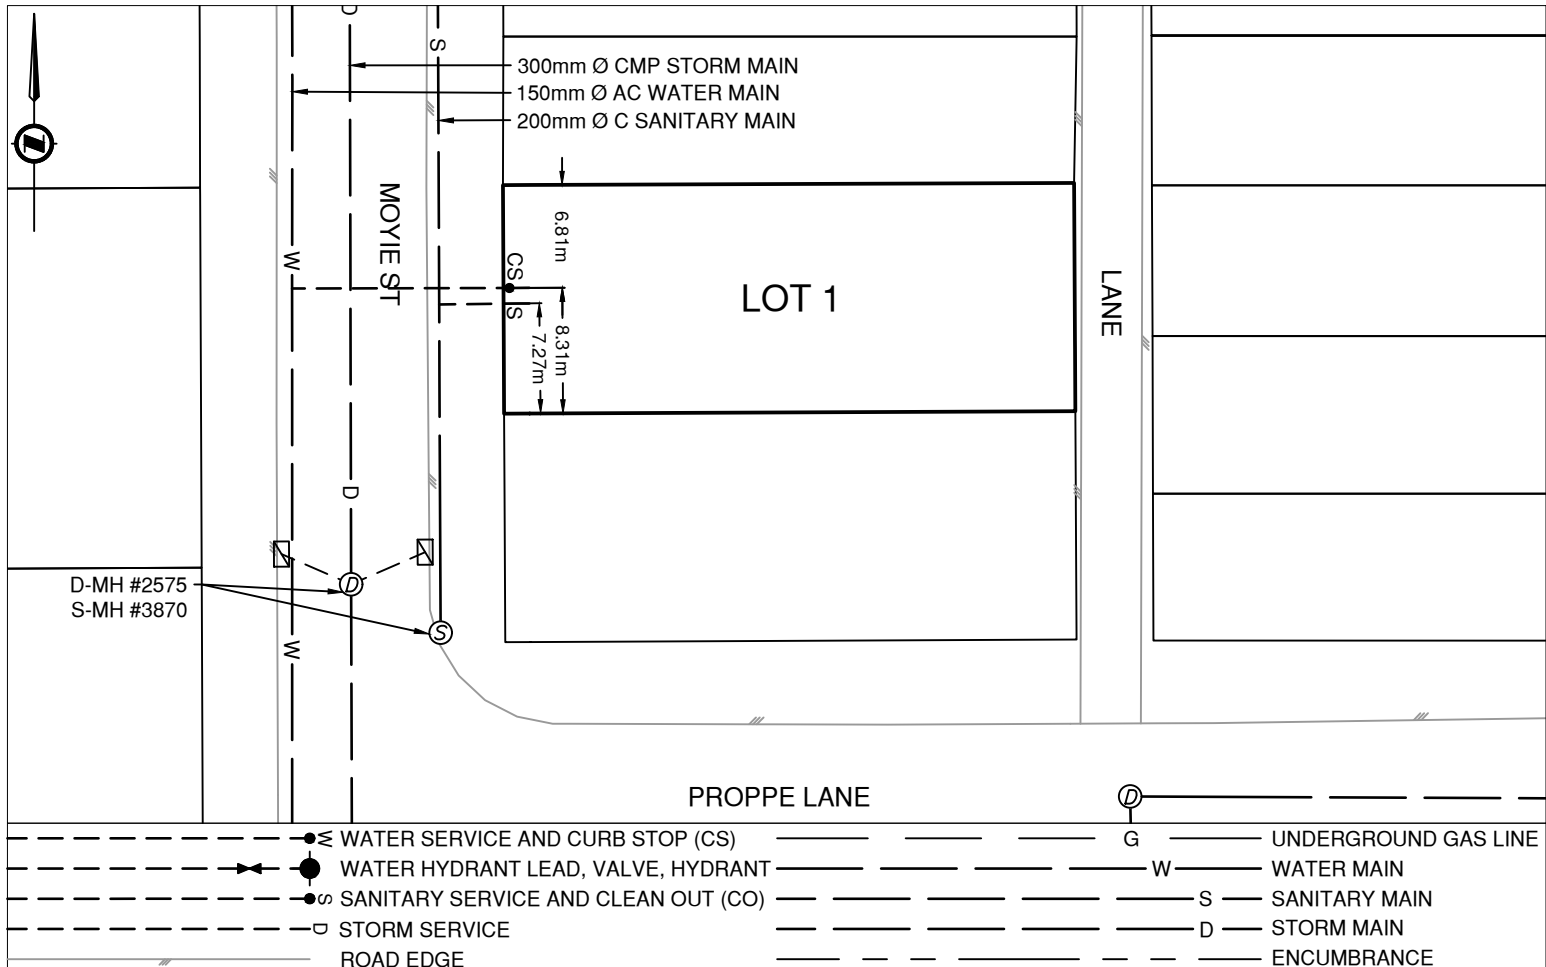 D
S
300mm Ø CMP STORM MAIN
150mm Ø AC WATER MAIN
200mm Ø C SANITARY MAIN
N
MOYIE ST
6.81m
W
CS
S
LOT 1
LANE
8.31m
7.27m
D
D-MH #2575
S-MH #3870
D
S
W
PROPPE LANE
D
W WATER SERVICE AND CURB STOP (CS)
G UNDERGROUND GAS LINE
WATER HYDRANT LEAD, VALVE, HYDRANT
W WATER MAIN
S SANITARY SERVICE AND CLEAN OUT (CO)
S SANITARY MAIN
D STORM SERVICE
D STORM MAIN
ROAD EDGE
ENCUMBRANCE